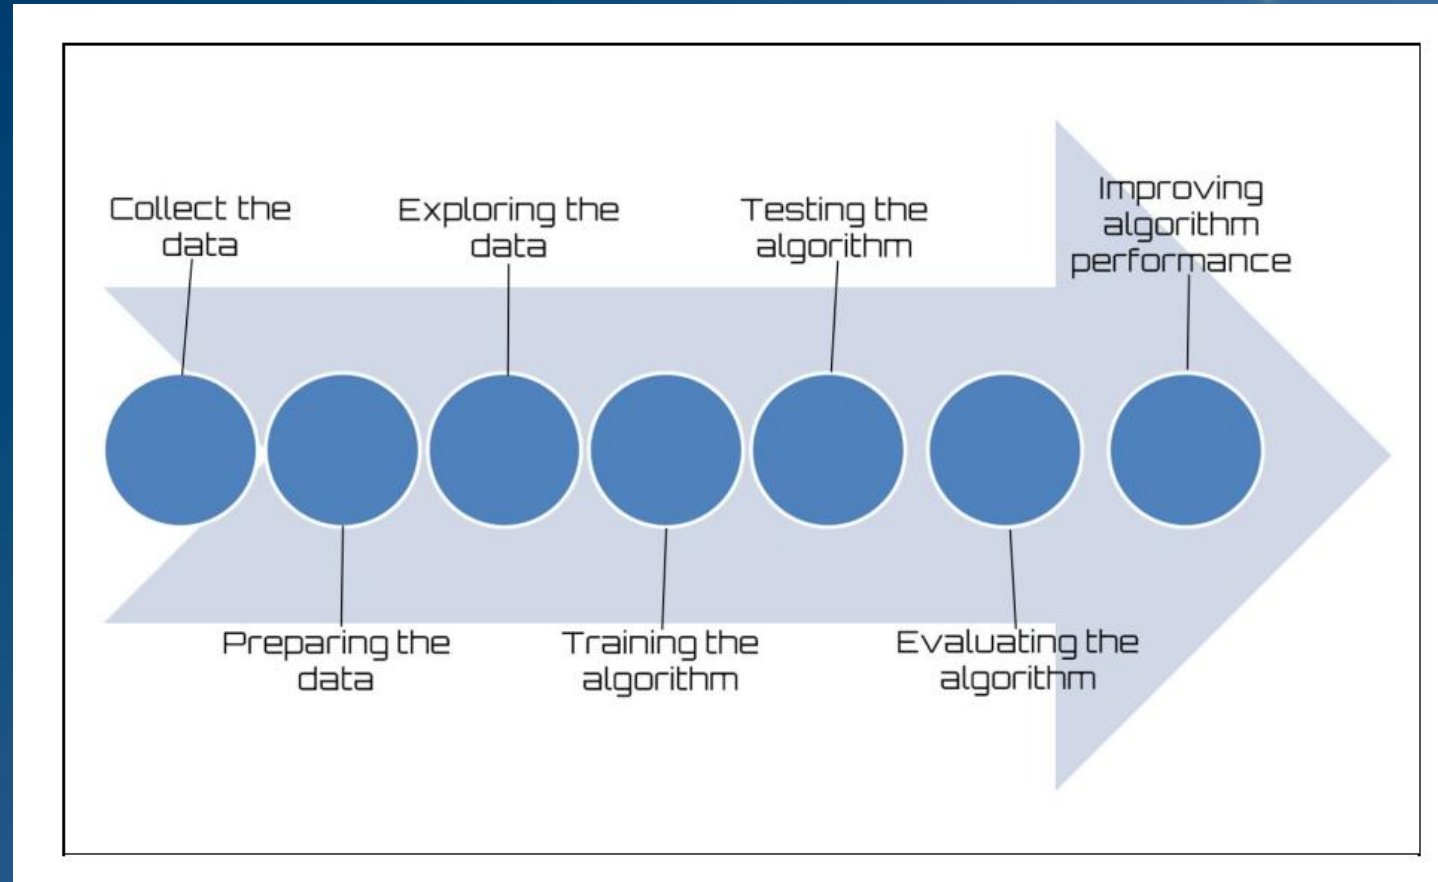 Collect the
data
Exploring the
data
Testing the
algorithm
Improving
algorithm
performance
Preparing the
data
Training the
algorithm
Evaluating the
algorithm